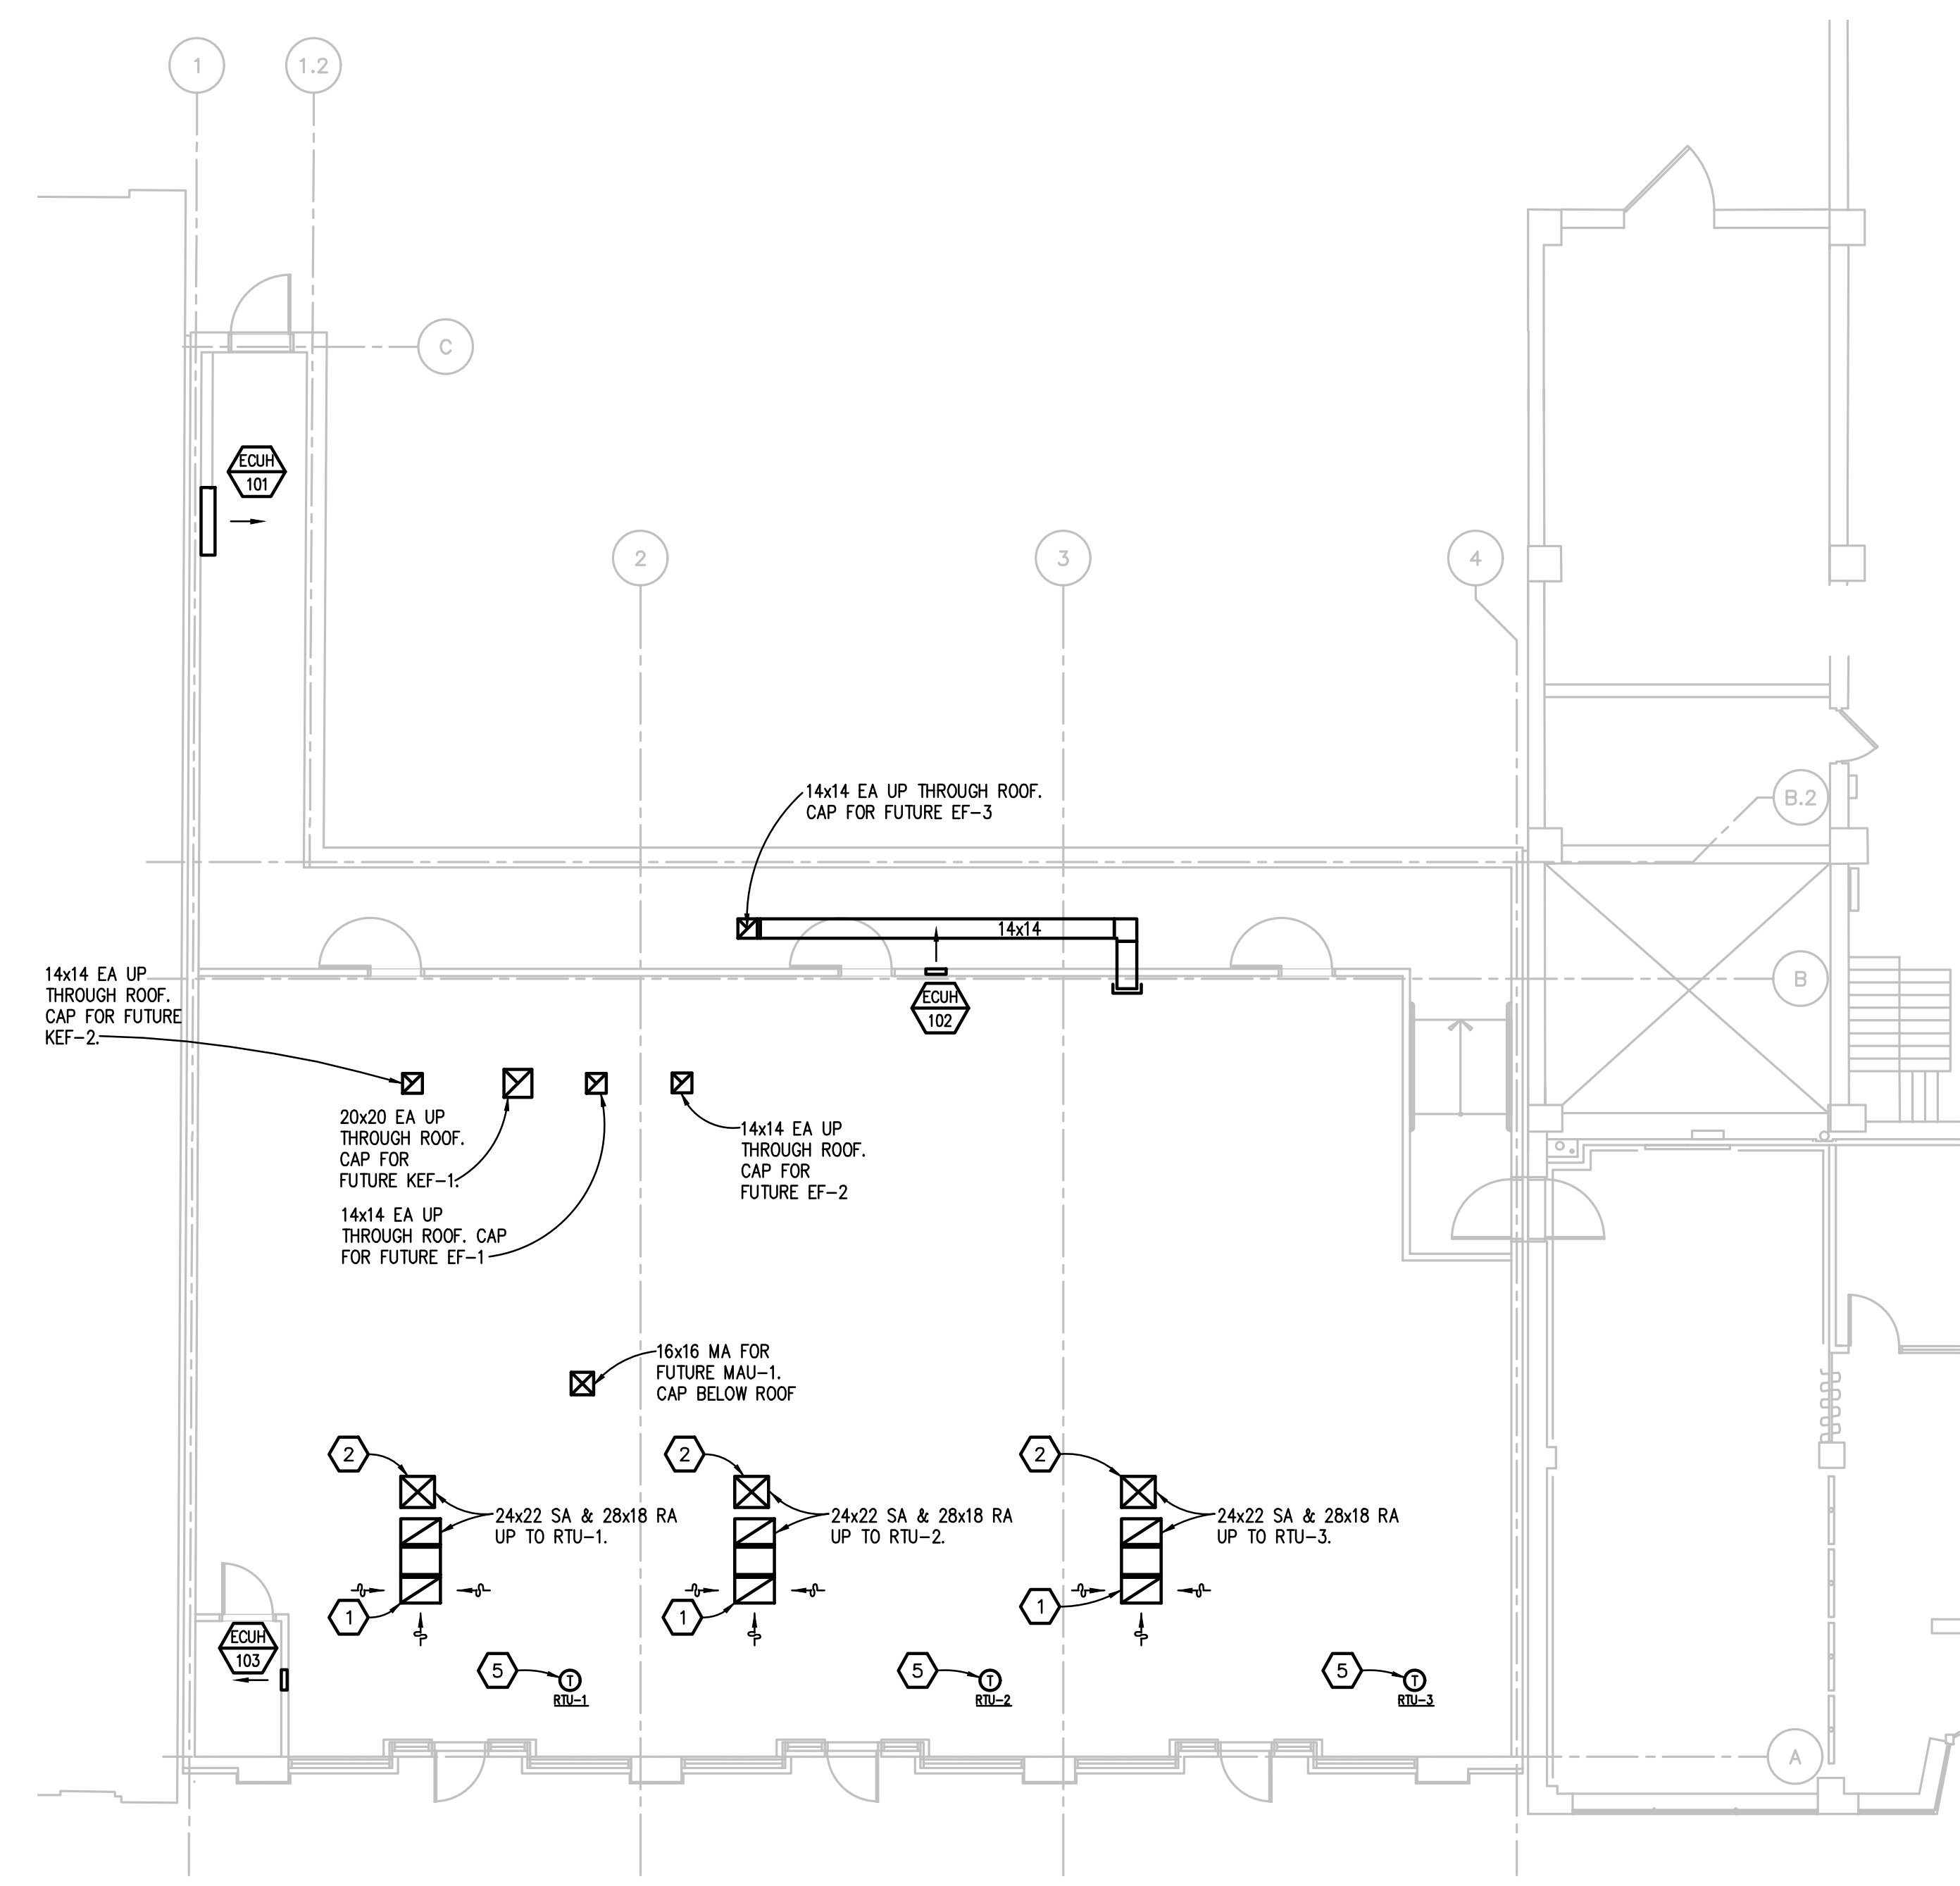 1
1.2
C
ECUH
101
2
3
4
14x14 EA UP THROUGH ROOF.
CAP FOR FUTURE EF-3
B.2
14x14
14x14 EA UP
THROUGH ROOF.
CAP FOR FUTURE
KEF-2.
B
ECUH
102
20x20 EA UP
THROUGH ROOF.
CAP FOR
FUTURE KEF-1.
14x14 EA UP
THROUGH ROOF.
CAP FOR
FUTURE EF-2
14x14 EA UP
THROUGH ROOF. CAP
FOR FUTURE EF-1
16x16 MA FOR
FUTURE MAU-1.
CAP BELOW ROOF
2
2
2
24x22 SA & 28x18 RA
UP TO RTU-1.
24x22 SA & 28x18 RA
UP TO RTU-2.
24x22 SA & 28x18 RA
UP TO RTU-3.
1
1
1
ECUH
103
5
T
RTU-1
5
T
RTU-2
5
T
RTU-3
A